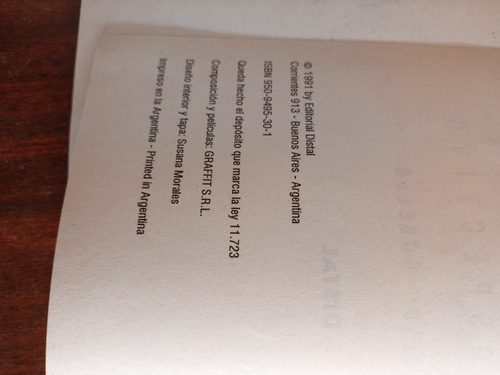 © 1991 by Editorial Distal
Corrientes 913 - Buenos Aires - Argentina
ISBN 950-9495-30-1
Queda hecho el depósito que marca la ley 11.723
Composición y películas: GRAFFIT S.R.L.
Diseño interior y tapa: Susana Morales
Impreso en la Argentina - Printed in Argentina